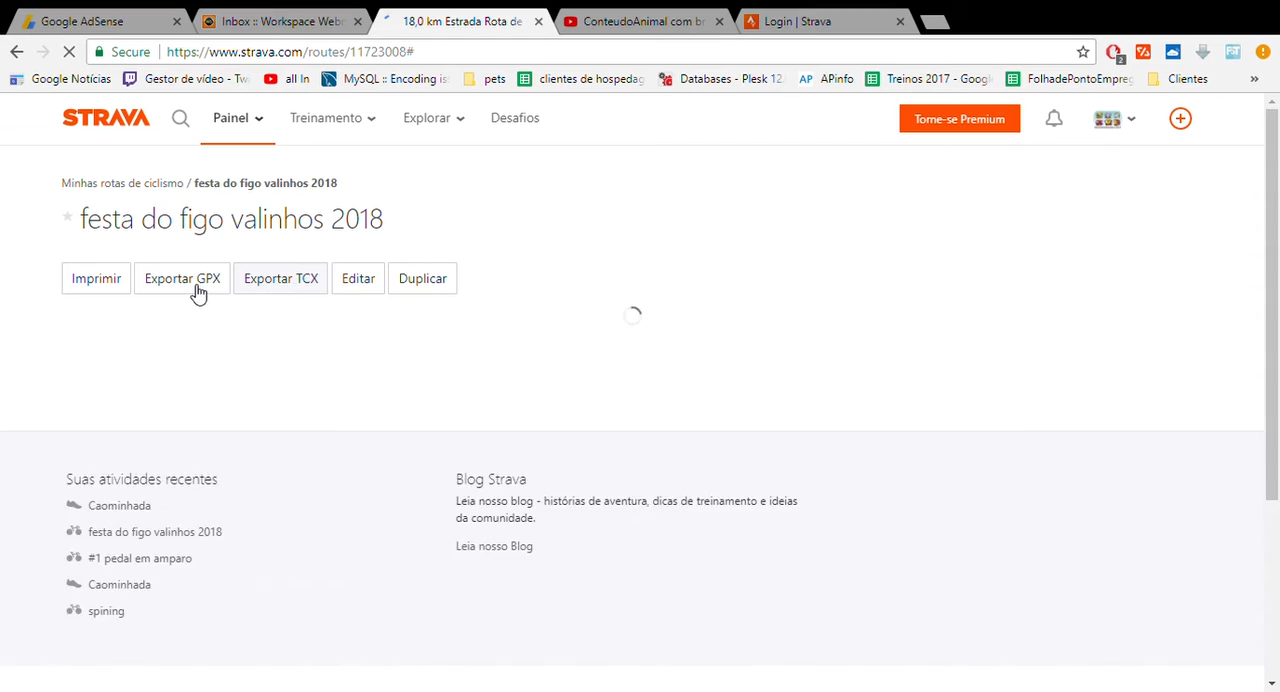 Google AdSense
Inbox :: Workspace Webm
18,0 km Estrada Rota de
ConteudoAnimal com br
Login | Strava
Secure https://www.strava.com/routes/11723008#
2
Google Notícias
Gestor de vídeo - Tw
all In
MySQL :: Encoding is
pets
clientes de hospedag
Databases - Plesk 12.
AP APinfo
Treinos 2017 - Googl
FolhadePontoEmpreg
Clientes
»
STRAVA
Painel
Treinamento
Explorar
Desafios
Torne-se Premium
Minhas rotas de ciclismo / festa do figo valinhos 2018
festa do figo valinhos 2018
Imprimir
Exportar GPX
Exportar TCX
Editar
Duplicar
Suas atividades recentes
Caominhada
festa do figo valinhos 2018
#1 pedal em amparo
Caominhada
spining
Blog Strava
Leia nosso blog - histórias de aventura, dicas de treinamento e ideias
da comunidade.
Leia nosso Blog